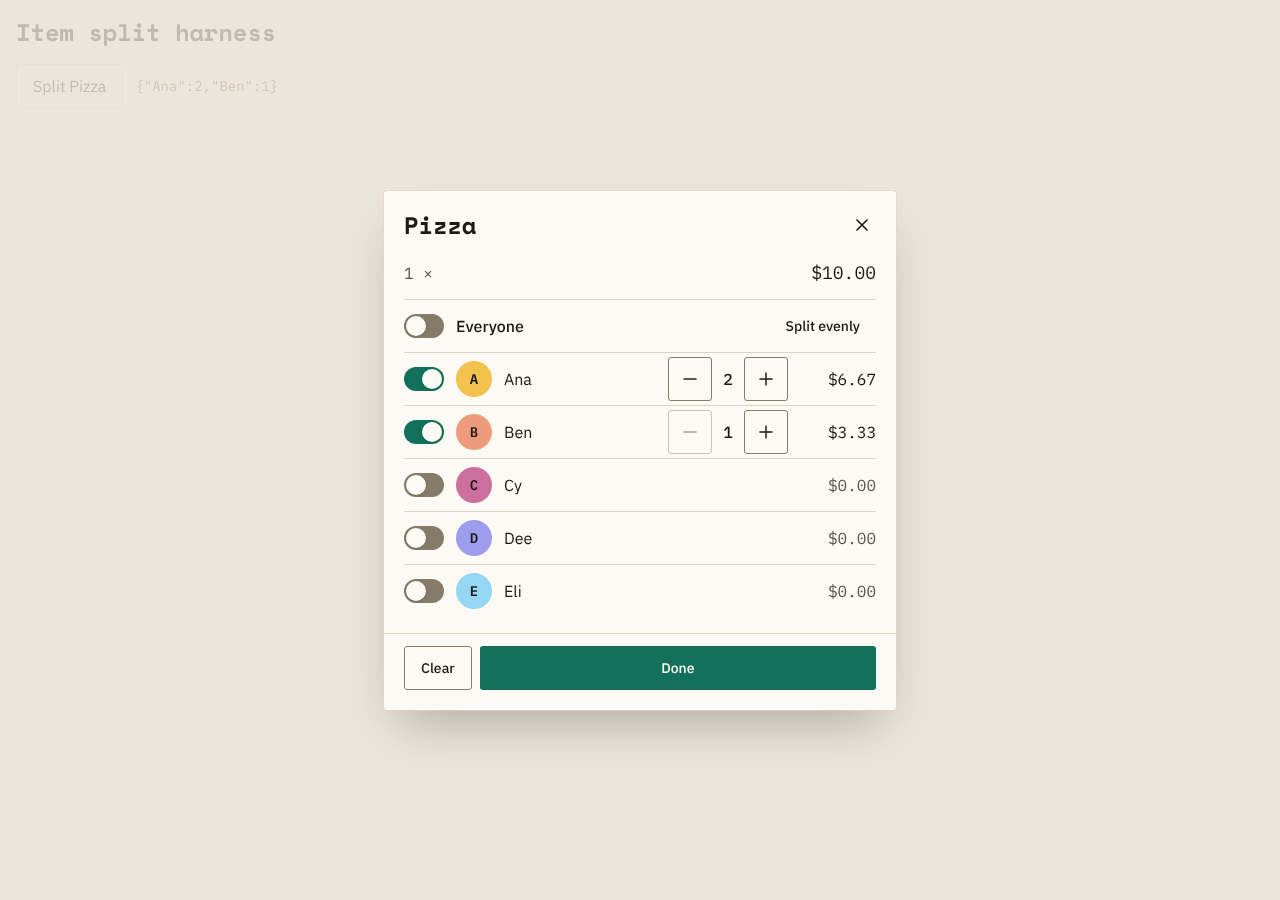 Item split harness
Split Pizza {"Ana":2,"Ben":1}
Pizza
1 × $10.00
Everyone Split evenly
A Ana 2 $6.67
B Ben 1 $3.33
C Cy $0.00
D Dee $0.00
E Eli $0.00
Clear Done